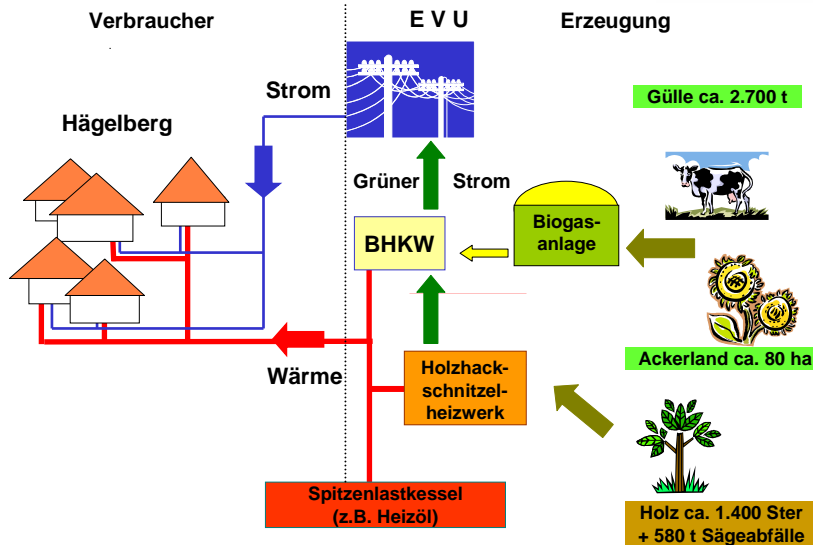 Verbraucher
E V U
Erzeugung
Strom
Gülle ca. 2.700 t
Hägelberg
Grüner Strom
Biogas-
anlage
BHKW
Ackerland ca. 80 ha
Wärme
Holzhack-
schnitzel-
heizwerk
Spitzenlastkessel
(z.B. Heizöl)
Holz ca. 1.400 Ster
+ 580 t Sägeabfälle